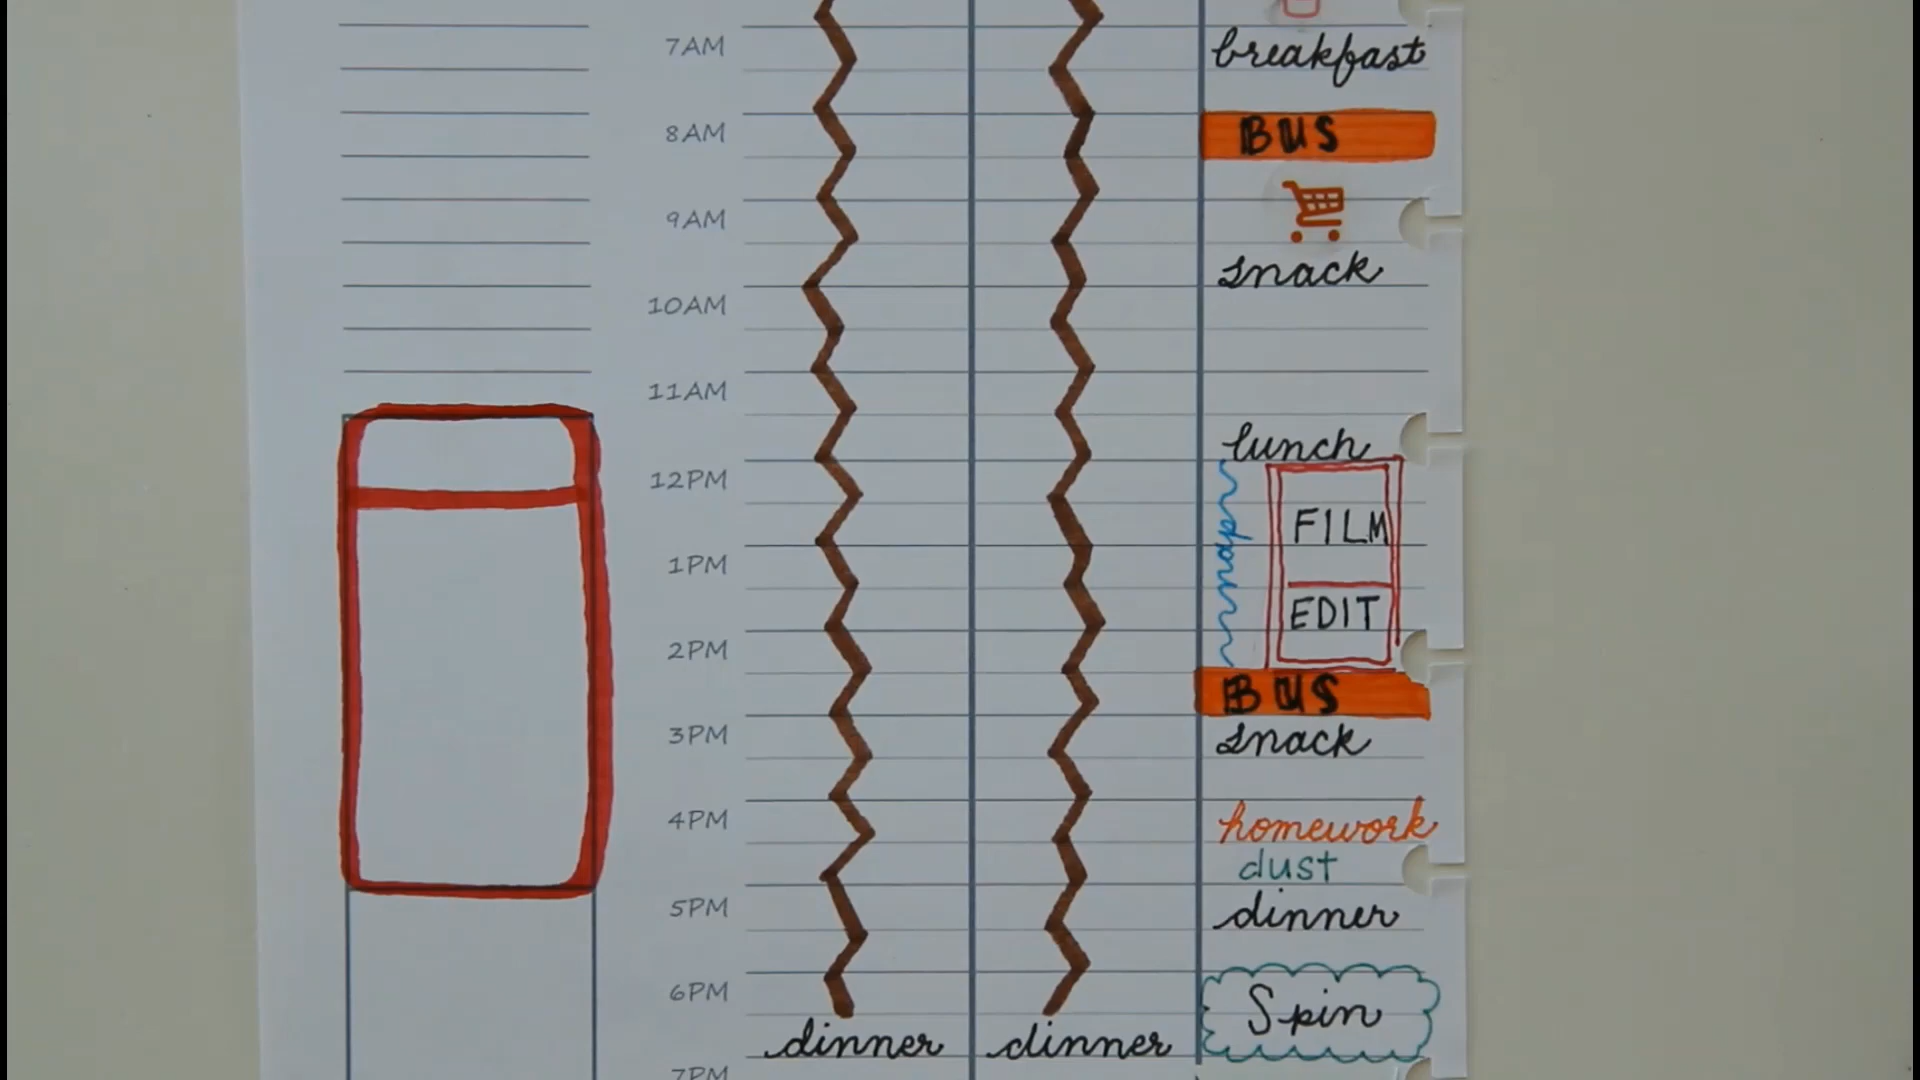 7AM
8AM
9AM
10AM
11AM
12PM
1PM
2PM
3PM
4PM
5PM
6PM
7PM
dinner
dinner
breakfast
BUS
snack
lunch
FILM
EDIT
BUS
snack
homework
dust
dinner
Spin